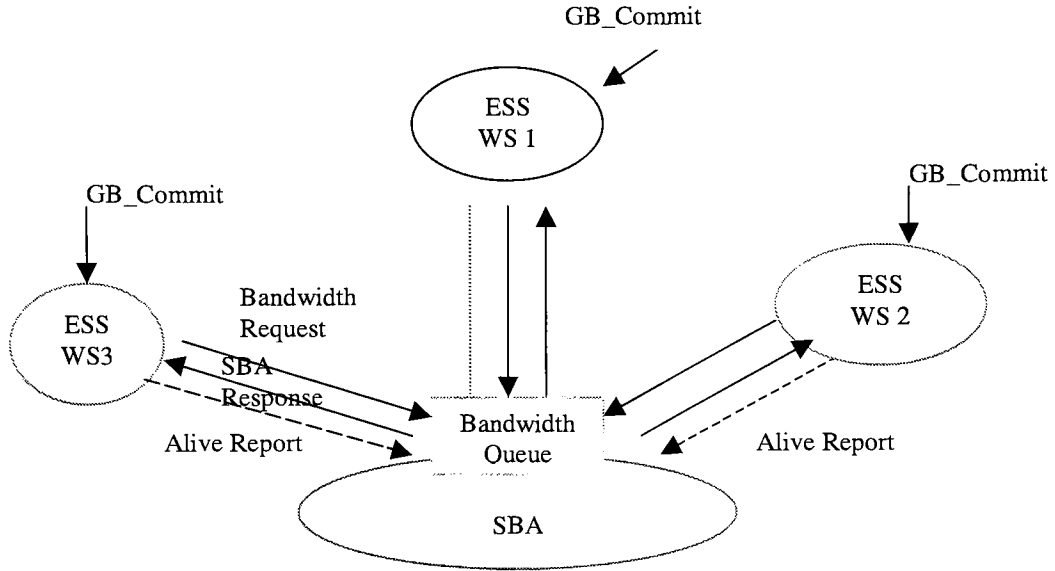 GB_Commit
ESS
WS 1
GB_Commit
GB_Commit
ESS
WS 2
ESS
WS3
Bandwidth
Request
SBA
Response
Alive Report
Bandwidth
Queue
Alive Report
SBA